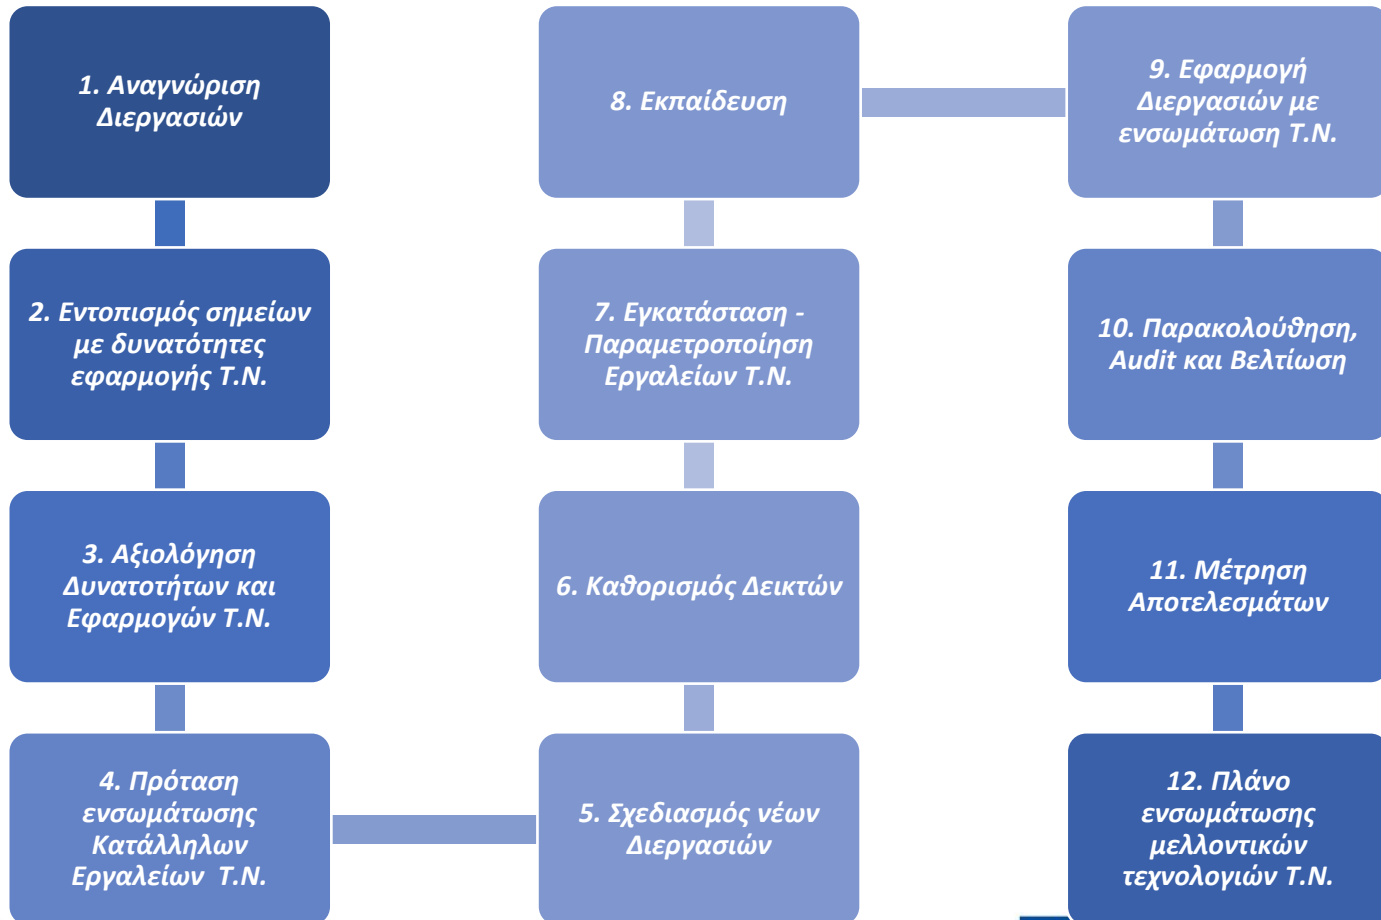 1. Αναγνώριση
Διεργασιών
2. Εντοπισμός σημείων
με δυνατότητες
εφαρμογής Τ.Ν.
3. Αξιολόγηση
Δυνατοτήτων και
Εφαρμογών Τ.Ν.
4. Πρόταση
ενσωμάτωσης
Κατάλληλων
Εργαλείων Τ.Ν.
5. Σχεδιασμός νέων
Διεργασιών
6. Καθορισμός Δεικτών
7. Εγκατάσταση -
Παραμετροποίηση
Εργαλείων Τ.Ν.
8. Εκπαίδευση
9. Εφαρμογή
Διεργασιών με
ενσωμάτωση Τ.Ν.
10. Παρακολούθηση,
Audit και Βελτίωση
11. Μέτρηση
Αποτελεσμάτων
12. Πλάνο
ενσωμάτωσης
μελλοντικών
τεχνολογιών Τ.Ν.